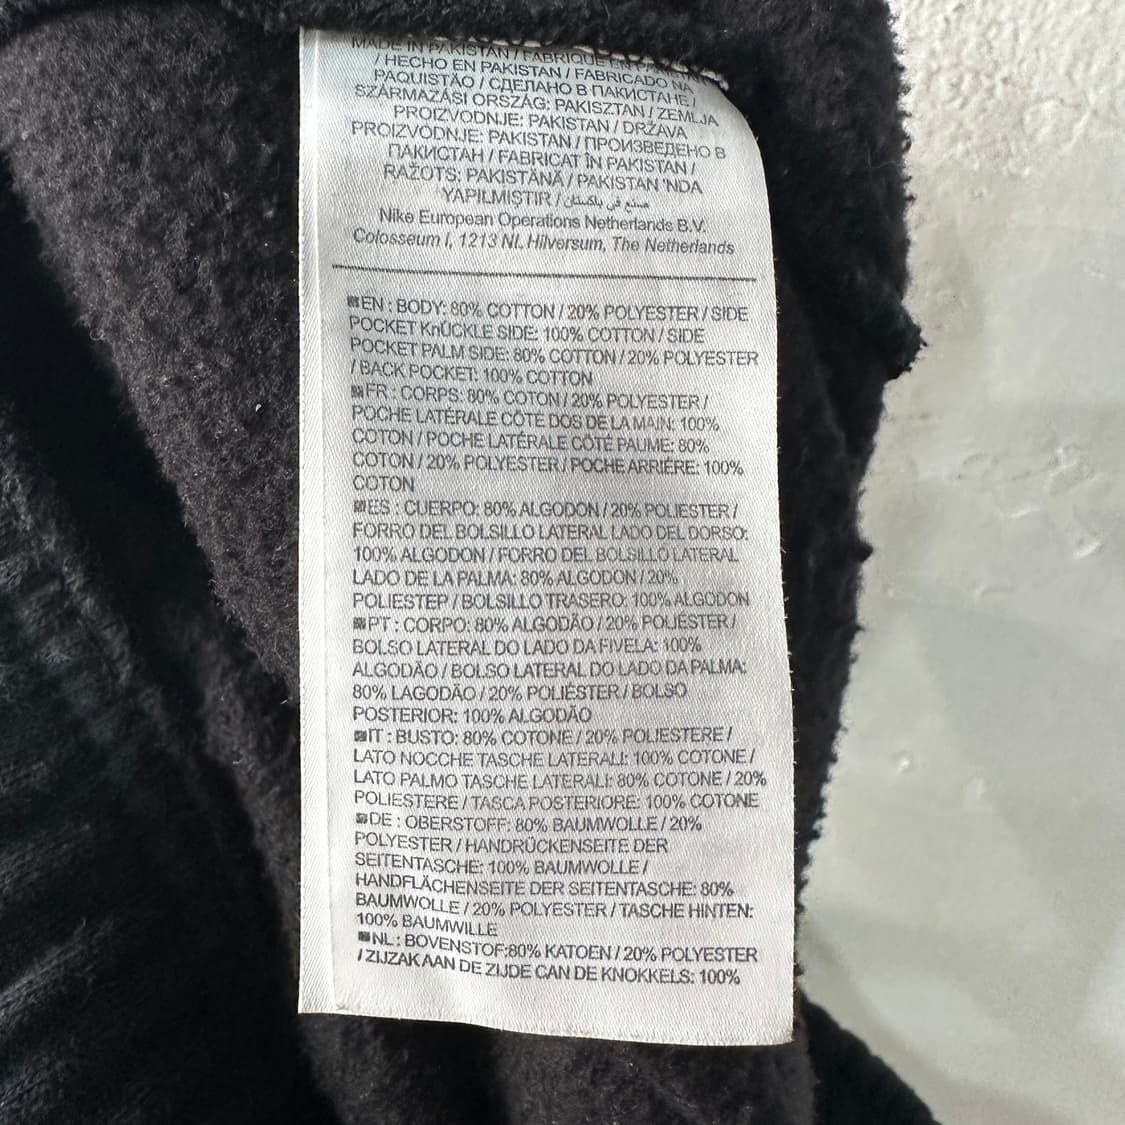 MADE IN PAKISTAN / FABRIQUÉ
/ HECHO EN PAKISTAN / FABRICADO NA
PAQUISTÃO / СДЕЛАНО В ПАКИСТАНЕ /
SZÁRMAZÁSI ORSZÁG: PAKISZTAN / ZEMLJA
PROIZVODNJE: PAKISTAN / DRŽAVA
PROIZVODNJE: PAKISTAN / ПРОИЗВЕДЕНО В
ПАКИСТАН / FABRICAT ÎN PAKISTAN /
RAŽOTS: PAKISTĀNĀ / PAKISTAN 'NDA
YAPILMIŞTIR / صنع في باكستان
Nike European Operations Netherlands B.V.
Colosseum I, 1213 NL Hilversum, The Netherlands
EN : BODY: 80% COTTON / 20% POLYESTER / SIDE
POCKET KnÜCKLE SIDE: 100% COTTON / SIDE
POCKET PALM SIDE: 80% COTTON / 20% POLYESTER
/ BACK POCKET: 100% COTTON
FR : CORPS: 80% COTON / 20% POLYESTER /
POCHE LATÉRALE CÔTÉ DOS DE LA MAIN: 100%
COTON / POCHE LATÉRALE CÔTÉ PAUME: 80%
COTON / 20% POLYESTER / POCHE ARRIÉRE: 100%
COTON
ES : CUERPO: 80% ALGODON / 20% POLIESTER /
FORRO DEL BOLSILLO LATERAL LADO DEL DORSO:
100% ALGODON / FORRO DEL BOLSILLO LATERAL
LADO DE LA PALMA: 80% ALGODON / 20%
POLIESTEP / BOLSILLO TRASERO: 100% ALGODON
PT : CORPO: 80% ALGODÃO / 20% POLIÉSTER /
BOLSO LATERAL DO LADO DA FIVELA: 100%
ALGODÃO / BOLSO LATERAL DO LADO DA PALMA:
80% LAGODÃO / 20% POLIÉSTER / BOLSO
POSTERIOR: 100% ALGODÃO
IT : BUSTO: 80% COTONE / 20% POLIESTERE /
LATO NOCCHE TASCHE LATERALI: 100% COTONE /
LATO PALMO TASCHE LATERALI: 80% COTONE / 20%
POLIESTERE / TASCA POSTERIORE: 100% COTONE
DE : OBERSTOFF: 80% BAUMWOLLE / 20%
POLYESTER / HANDRÜCKENSEITE DER
SEITENTASCHE: 100% BAUMWOLLE /
HANDFLÄCHENSEITE DER SEITENTASCHE: 80%
BAUMWOLLE / 20% POLYESTER / TASCHE HINTEN:
100% BAUMWILLE
NL : BOVENSTOF:80% KATOEN / 20% POLYESTER
/ ZIJZAK AAN DE ZIJDE CAN DE KNOKKELS: 100%